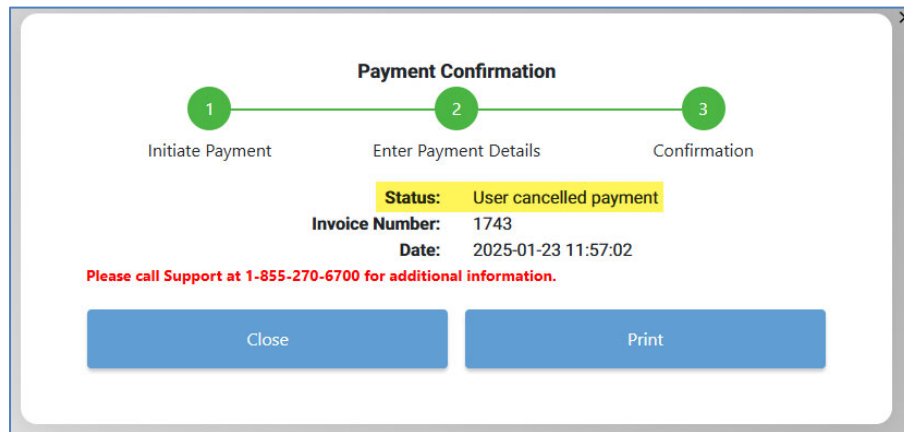 Payment Confirmation
1 2 3
Initiate Payment Enter Payment Details Confirmation
Status: User cancelled payment
Invoice Number: 1743
Date: 2025-01-23 11:57:02
Please call Support at 1-855-270-6700 for additional information.
Close Print